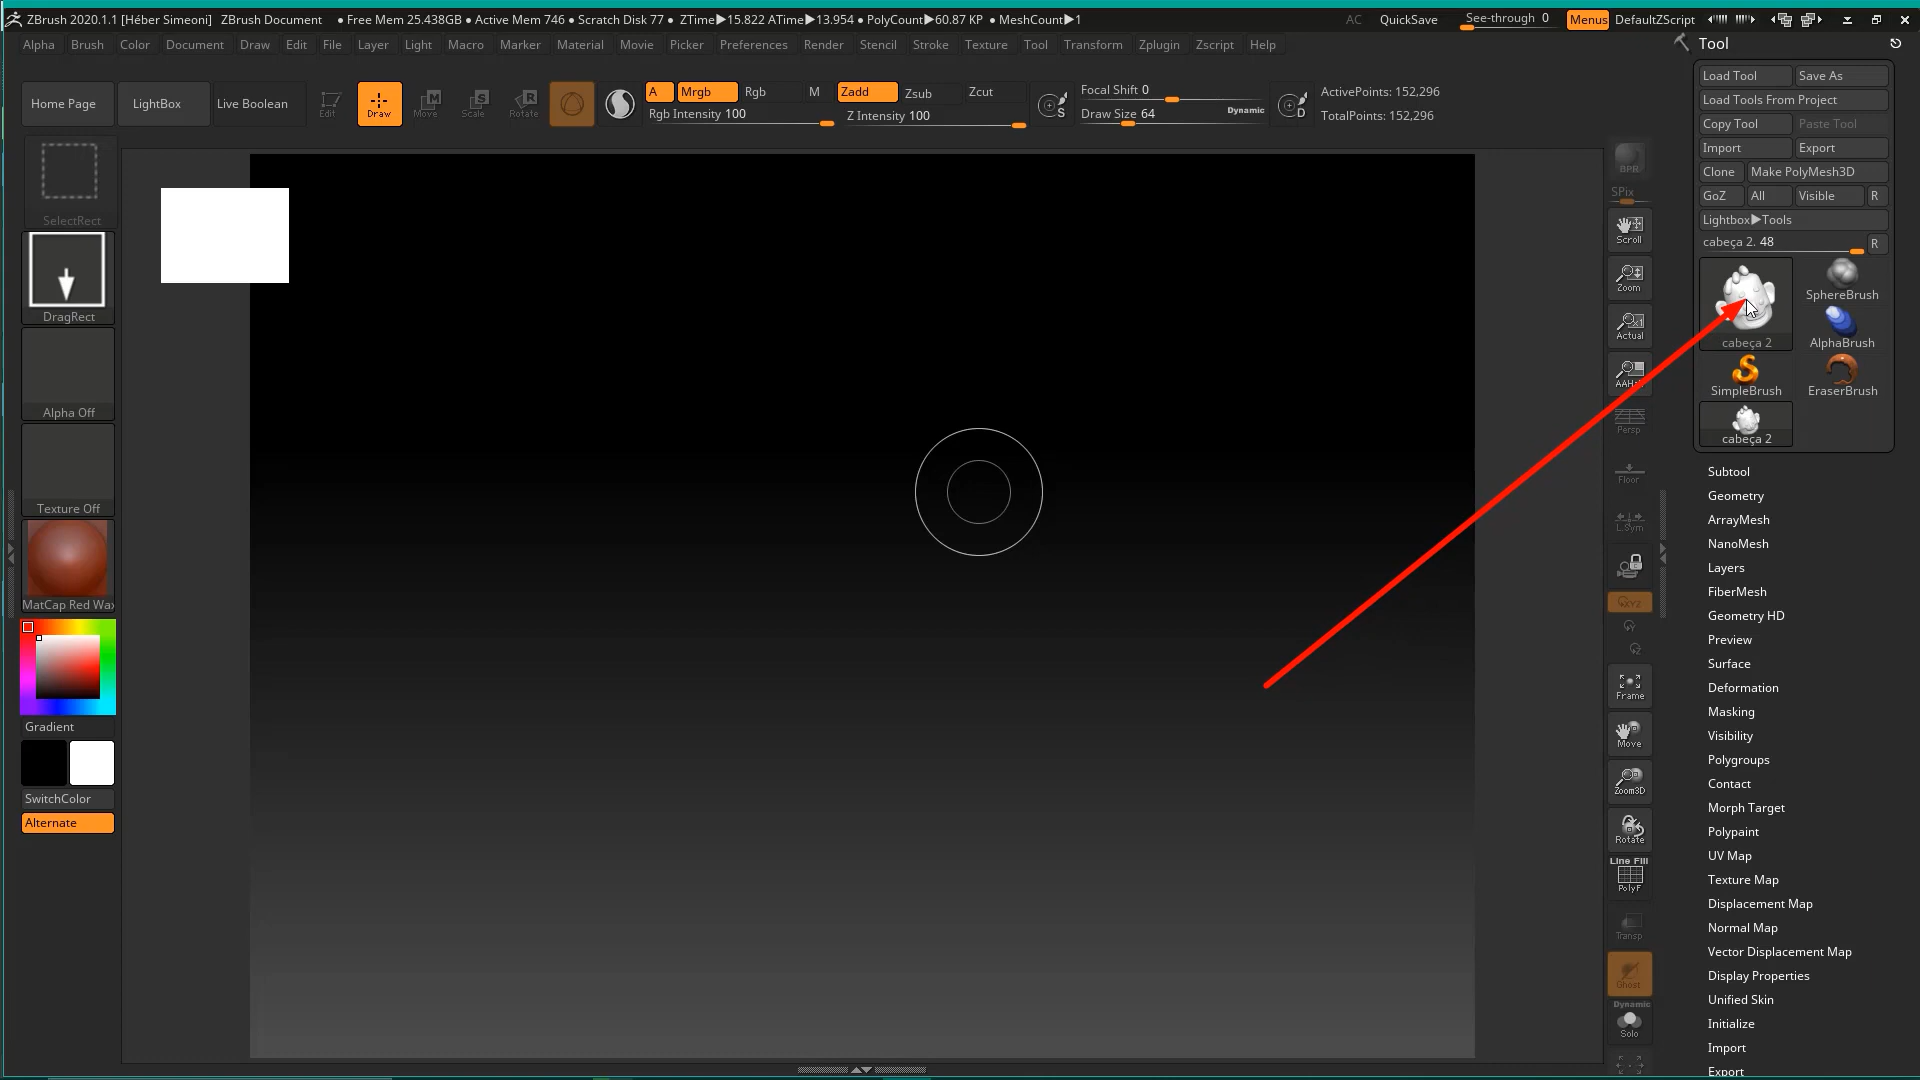 ZBrush 2020.1.1 [Héber Simeoni] ZBrush Document ● Free Mem 25.438GB ● Active Mem 746 ● Scratch Disk 77 ● ZTime▶15.822 ATime▶13.954 ● PolyCount▶60.87 KP ● MeshCount▶1 AC QuickSave See-through 0 Menus DefaultZScript
Alpha Brush Color Document Draw Edit File Layer Light Macro Marker Material Movie Picker Preferences Render Stencil Stroke Texture Tool Transform Zplugin Zscript Help
Home Page LightBox Live Boolean
Edit Draw Move Scale Rotate
A Mrgb Rgb M Zadd Zsub Zcut
Rgb Intensity 100 Z Intensity 100
S
Focal Shift 0
Draw Size 64 Dynamic
D
ActivePoints: 152,296
TotalPoints: 152,296
SelectRect
DragRect
Alpha Off
Texture Off
MatCap Red Wax
Gradient
SwitchColor
Alternate
BPR
SPix
Scroll
Zoom
Actual
Persp
Floor
L.Sym
XYZ
Y
Z
Frame
Move
Zoom3D
Rotate
Line Fill
PolyF
Transp
Ghost
Dynamic
Solo
Tool
Load Tool Save As
Load Tools From Project
Copy Tool Paste Tool
Import Export
Clone Make PolyMesh3D
GoZ All Visible R
Lightbox▶Tools
cabeça 2. 48 R
cabeça 2
SphereBrush
AlphaBrush
SimpleBrush
EraserBrush
cabeça 2
Subtool
Geometry
ArrayMesh
NanoMesh
Layers
FiberMesh
Geometry HD
Preview
Surface
Deformation
Masking
Visibility
Polygroups
Contact
Morph Target
Polypaint
UV Map
Texture Map
Displacement Map
Normal Map
Vector Displacement Map
Display Properties
Unified Skin
Initialize
Import
Export